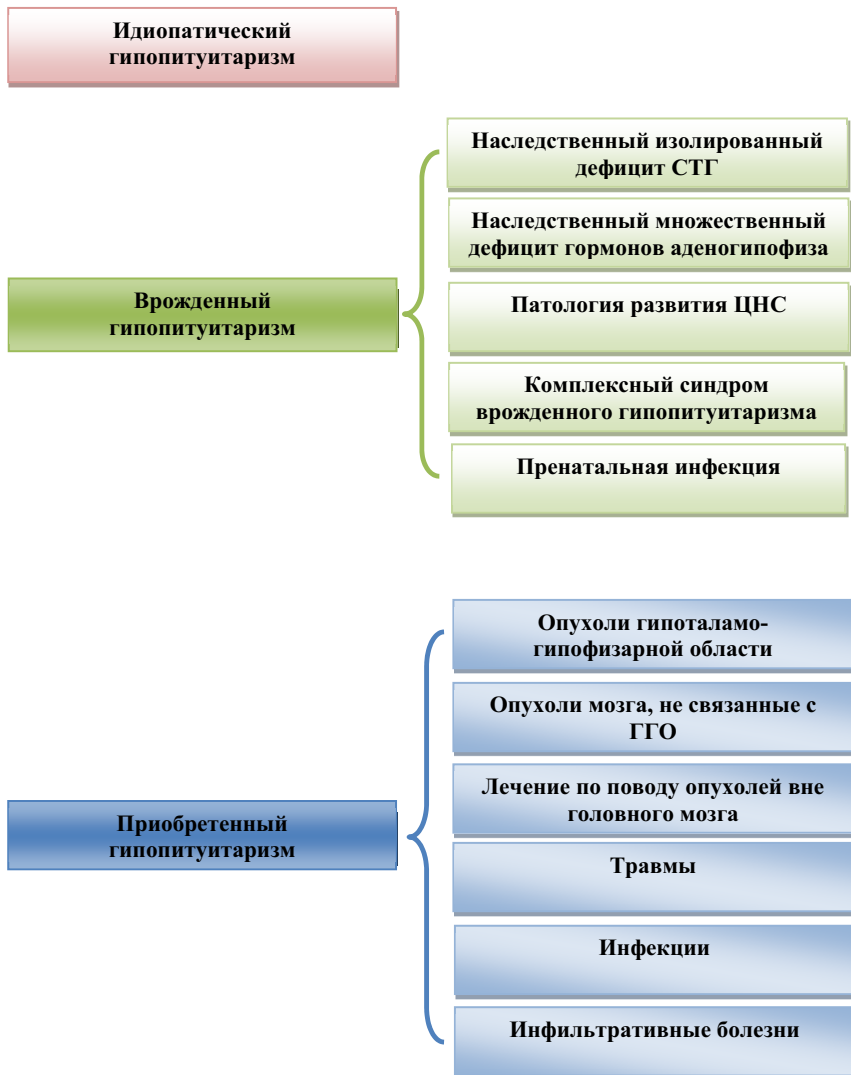 Идиопатический
гипопитуитаризм
Наследственный изолированный
дефицит СТГ
Наследственный множественный
дефицит гормонов аденогипофиза
Врожденный
гипопитуитаризм
Патология развития ЦНС
Комплексный синдром
врожденного гипопитуитаризма
Пренатальная инфекция
Опухоли гипоталамо-
гипофизарной области
Опухоли мозга, не связанные с
ГГО
Лечение по поводу опухолей вне
головного мозга
Приобретенный
гипопитуитаризм
Травмы
Инфекции
Инфильтративные болезни